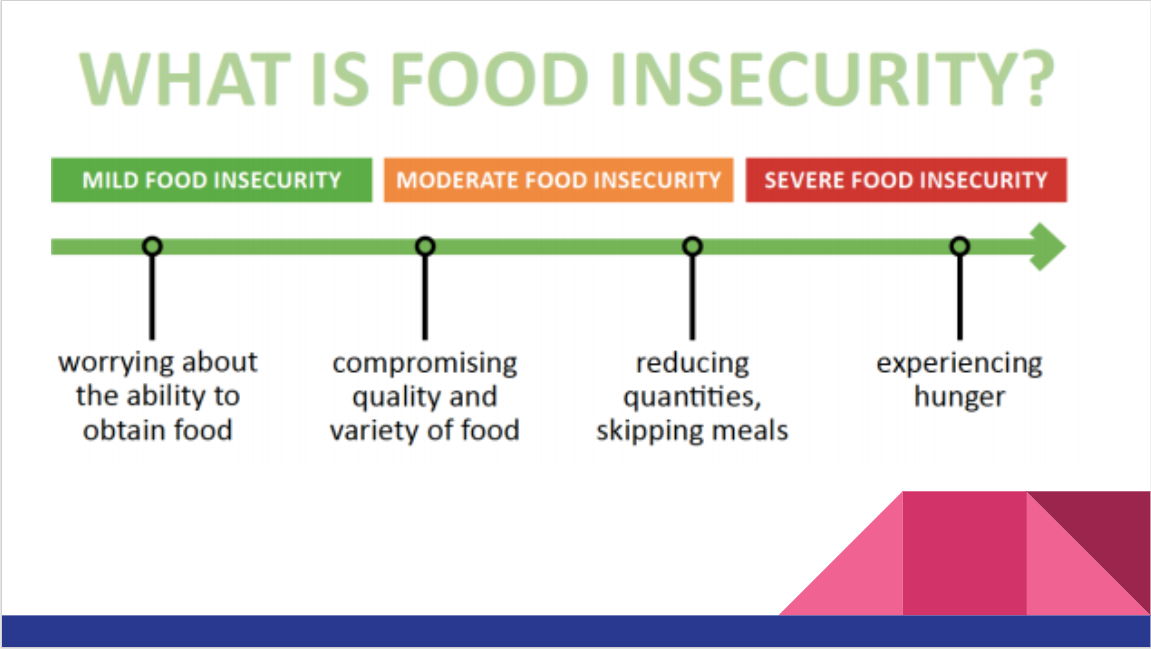 WHAT IS FOOD INSECURITY?
MILD FOOD INSECURITY
MODERATE FOOD INSECURITY
SEVERE FOOD INSECURITY
worrying about
the ability to
obtain food
compromising
quality and
variety of food
reducing
quantities,
skipping meals
experiencing
hunger